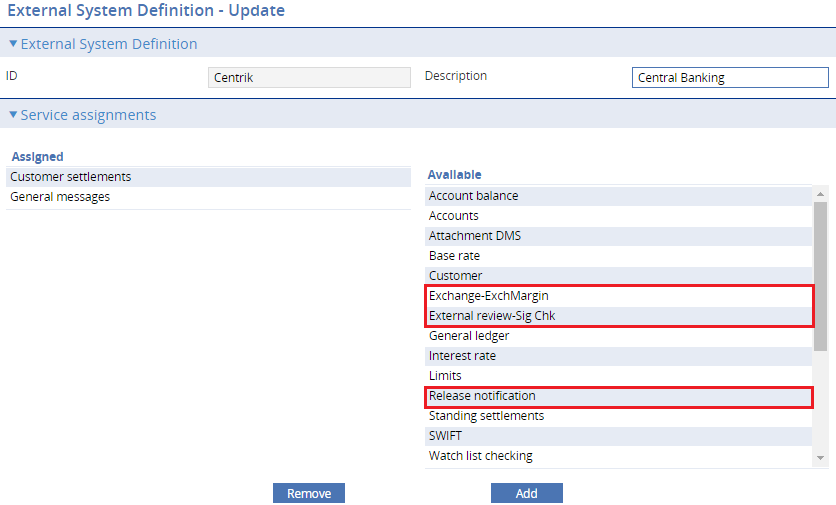 External System Definition - Update
External System Definition
ID Centrik Description Central Banking
Service assignments
Assigned
Customer settlements
General messages
Available
Account balance
Accounts
Attachment DMS
Base rate
Customer
Exchange-ExchMargin
External review-Sig Chk
General ledger
Interest rate
Limits
Release notification
Standing settlements
SWIFT
Watch list checking
Remove Add